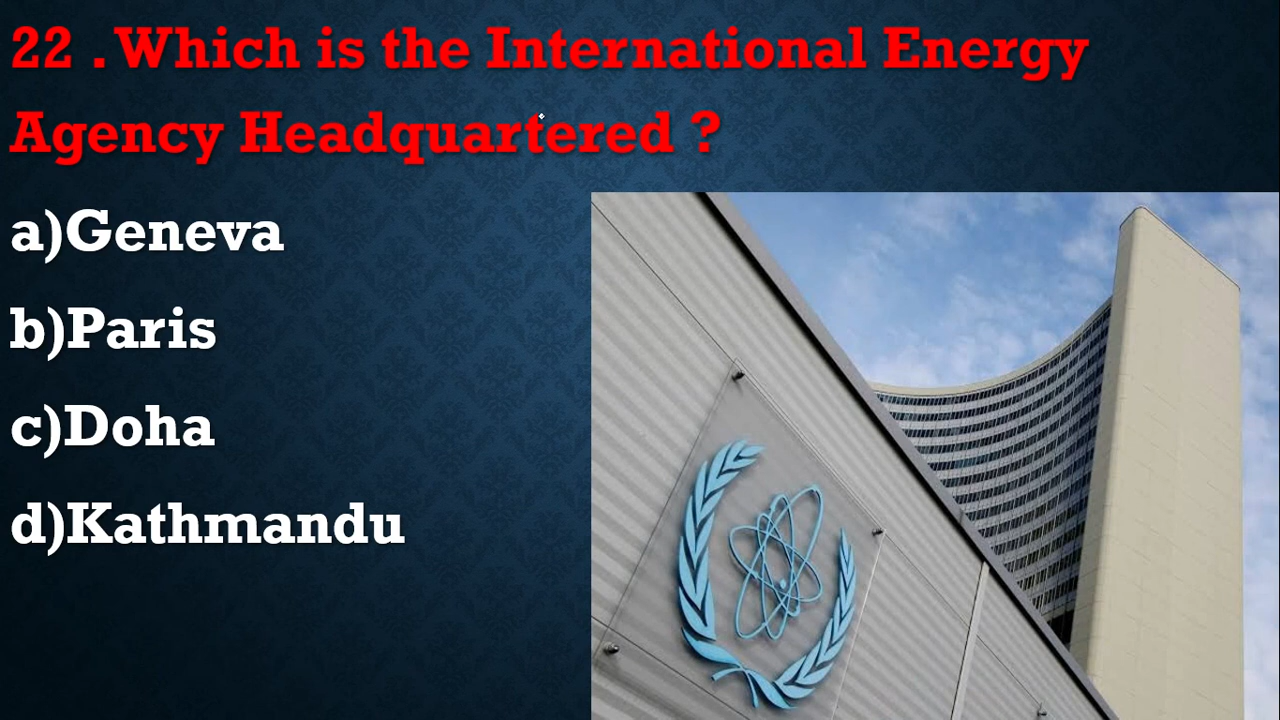 22 .Which is the International Energy
Agency Headquartered ?
a)Geneva
b)Paris
c)Doha
d)Kathmandu